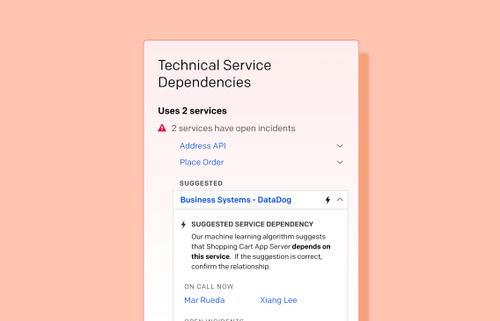 Technical Service
Dependencies
Uses 2 services
2 services have open incidents
Address API
Place Order
SUGGESTED
Business Systems - DataDog
SUGGESTED SERVICE DEPENDENCY
Our machine learning algorithm suggests
that Shopping Cart App Server depends on
this service. If the suggestion is correct,
confirm the relationship.
ON CALL NOW
Mar Rueda Xiang Lee
OPEN INCIDENTS